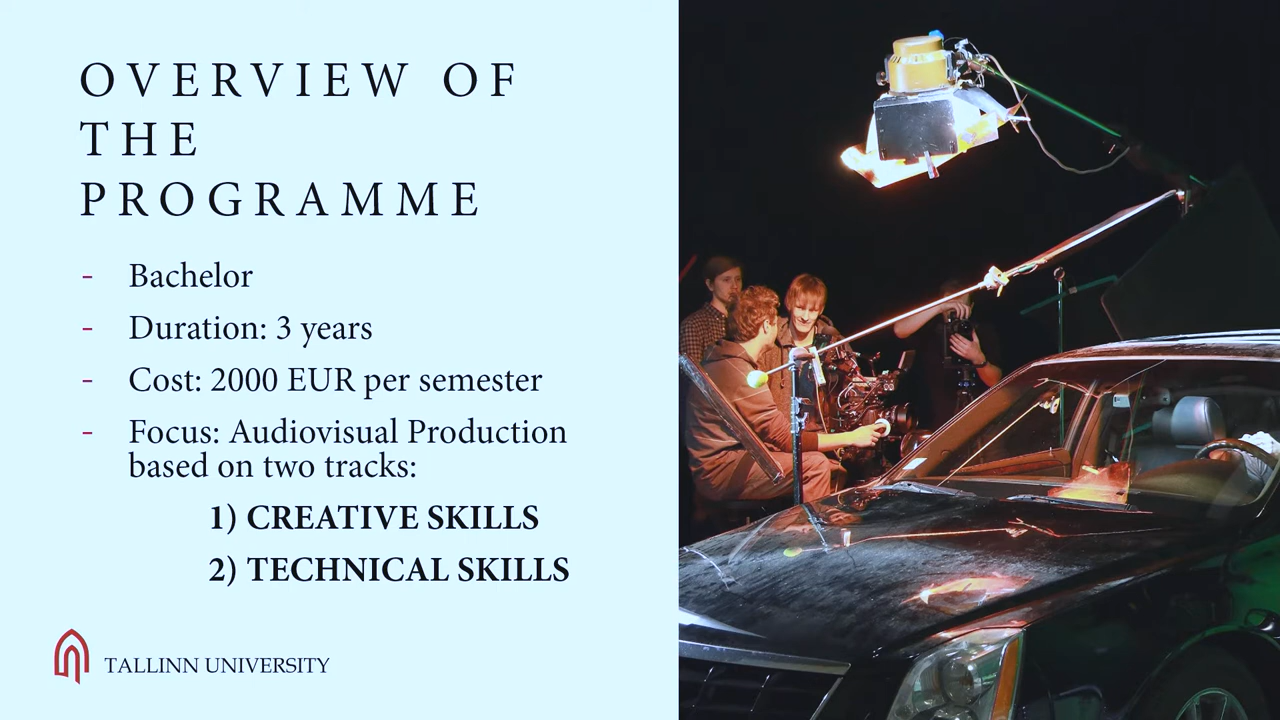 OVERVIEW OF
THE
PROGRAMME
- Bachelor
- Duration: 3 years
- Cost: 2000 EUR per semester
- Focus: Audiovisual Production
based on two tracks:
1) CREATIVE SKILLS
2) TECHNICAL SKILLS
TALLINN UNIVERSITY